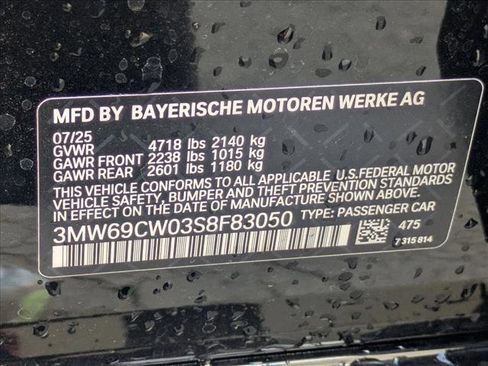 MFD BY BAYERISCHE MOTOREN WERKE AG
07/25
GVWR 4718 lbs 2140 kg
GAWR FRONT 2238 lbs 1015 kg
GAWR REAR 2601 lbs 1180 kg
THIS VEHICLE CONFORMS TO ALL APPLICABLE U.S.FEDERAL MOTOR
VEHICLE SAFETY, BUMPER, AND THEFT PREVENTION STANDARDS
IN EFFECT ON THE DATE OF MANUFACTURE SHOWN ABOVE.
3MW69CW03S8F83050 TYPE: PASSENGER CAR
475
7 315 814